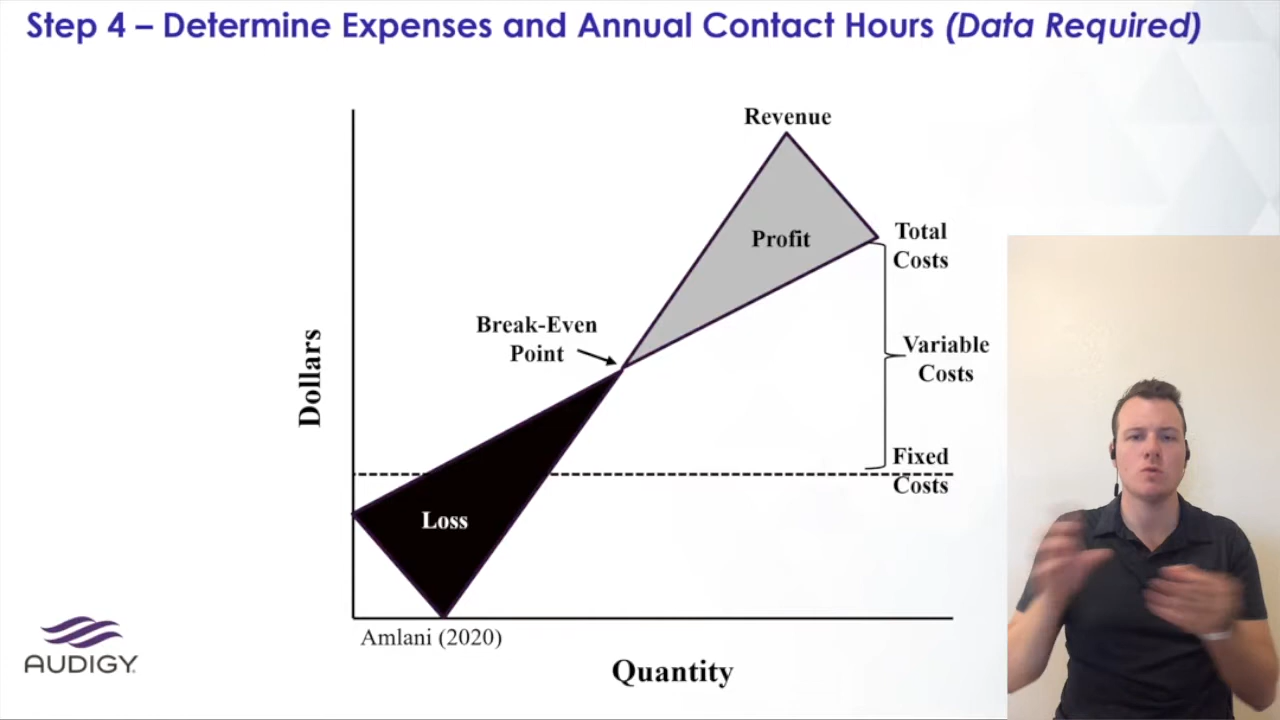 Step 4 – Determine Expenses and Annual Contact Hours (Data Required)
Revenue
Profit
Total
Costs
Break-Even
Point
Variable
Costs
Dollars
Fixed
Costs
Loss
Amlani (2020)
Quantity
AUDIGY